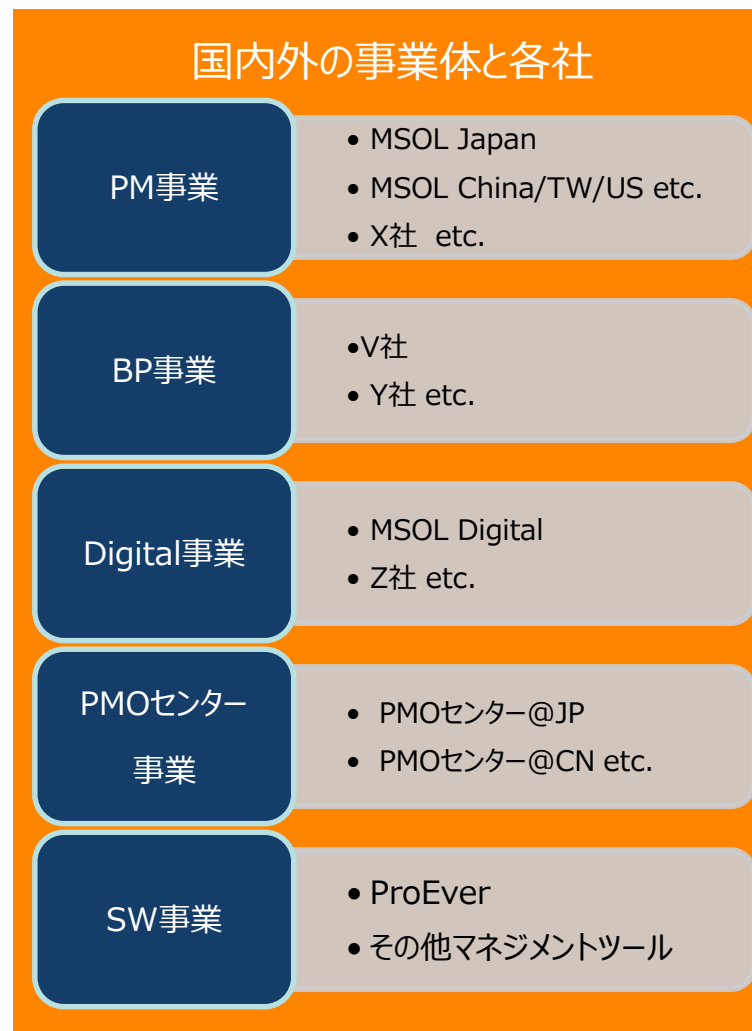 国内外の事業体と各社
PM事業
• MSOL Japan
• MSOL China/TW/US etc.
• X社 etc.
BP事業
•V社
• Y社 etc.
Digital事業
• MSOL Digital
• Z社 etc.
PMOセンター
事業
• PMOセンター@JP
• PMOセンター@CN etc.
SW事業
• ProEver
• その他マネジメントツール